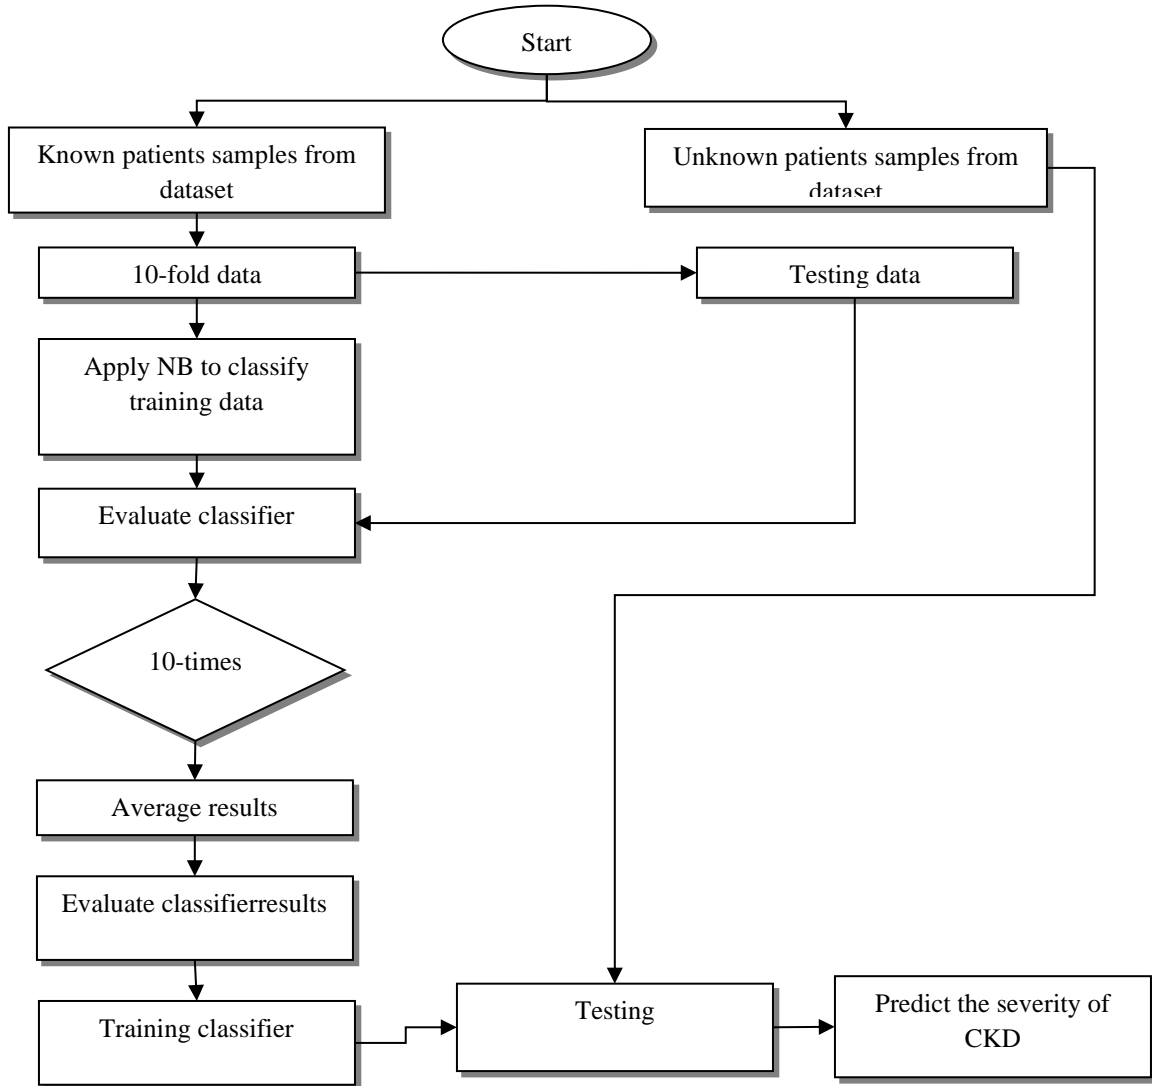 Start
Known patients samples from
dataset
Unknown patients samples from
dataset
10-fold data
Testing data
Apply NB to classify
training data
Evaluate classifier
10-times
Average results
Evaluate classifierresults
Training classifier
Testing
Predict the severity of
CKD